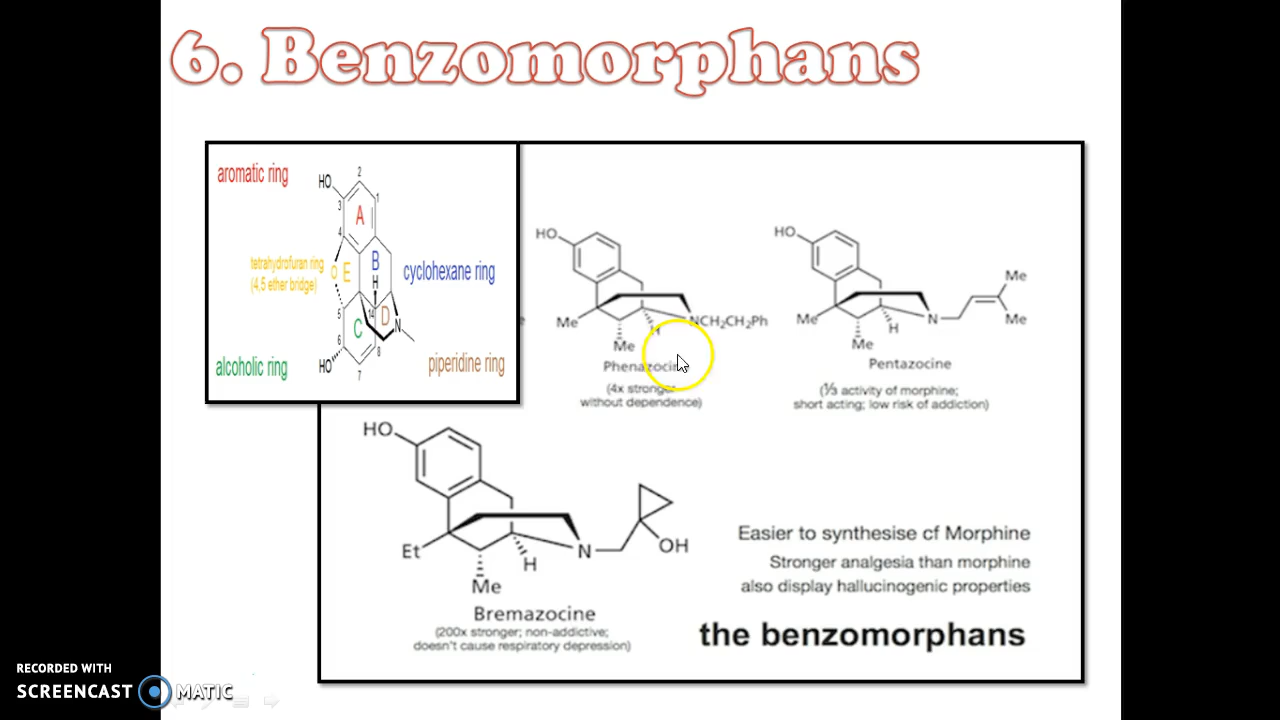 6. Benzomorphans
aromatic ring
HO
2
3
1
A
4
tetrahydrofuran ring
(4,5 ether bridge)
O
E
B
H
cyclohexane ring
5
14
C
D
N
6
8
7
alcoholic ring
HO
piperidine ring
HO
Me
Me
H
NCH₂CH₂Ph
(4x stronger
without dependence)
HO
Me
Me
H
N
Me
Me
Pentazocine
(⅓ activity of morphine;
short acting; low risk of addiction)
HO
Et
Me
H
N
OH
Bremazocine
(200x stronger; non-addictive;
doesn't cause respiratory depression)
Easier to synthesise cf Morphine
Stronger analgesia than morphine
also display hallucinogenic properties
the benzomorphans
RECORDED WITH
SCREENCAST MATIC